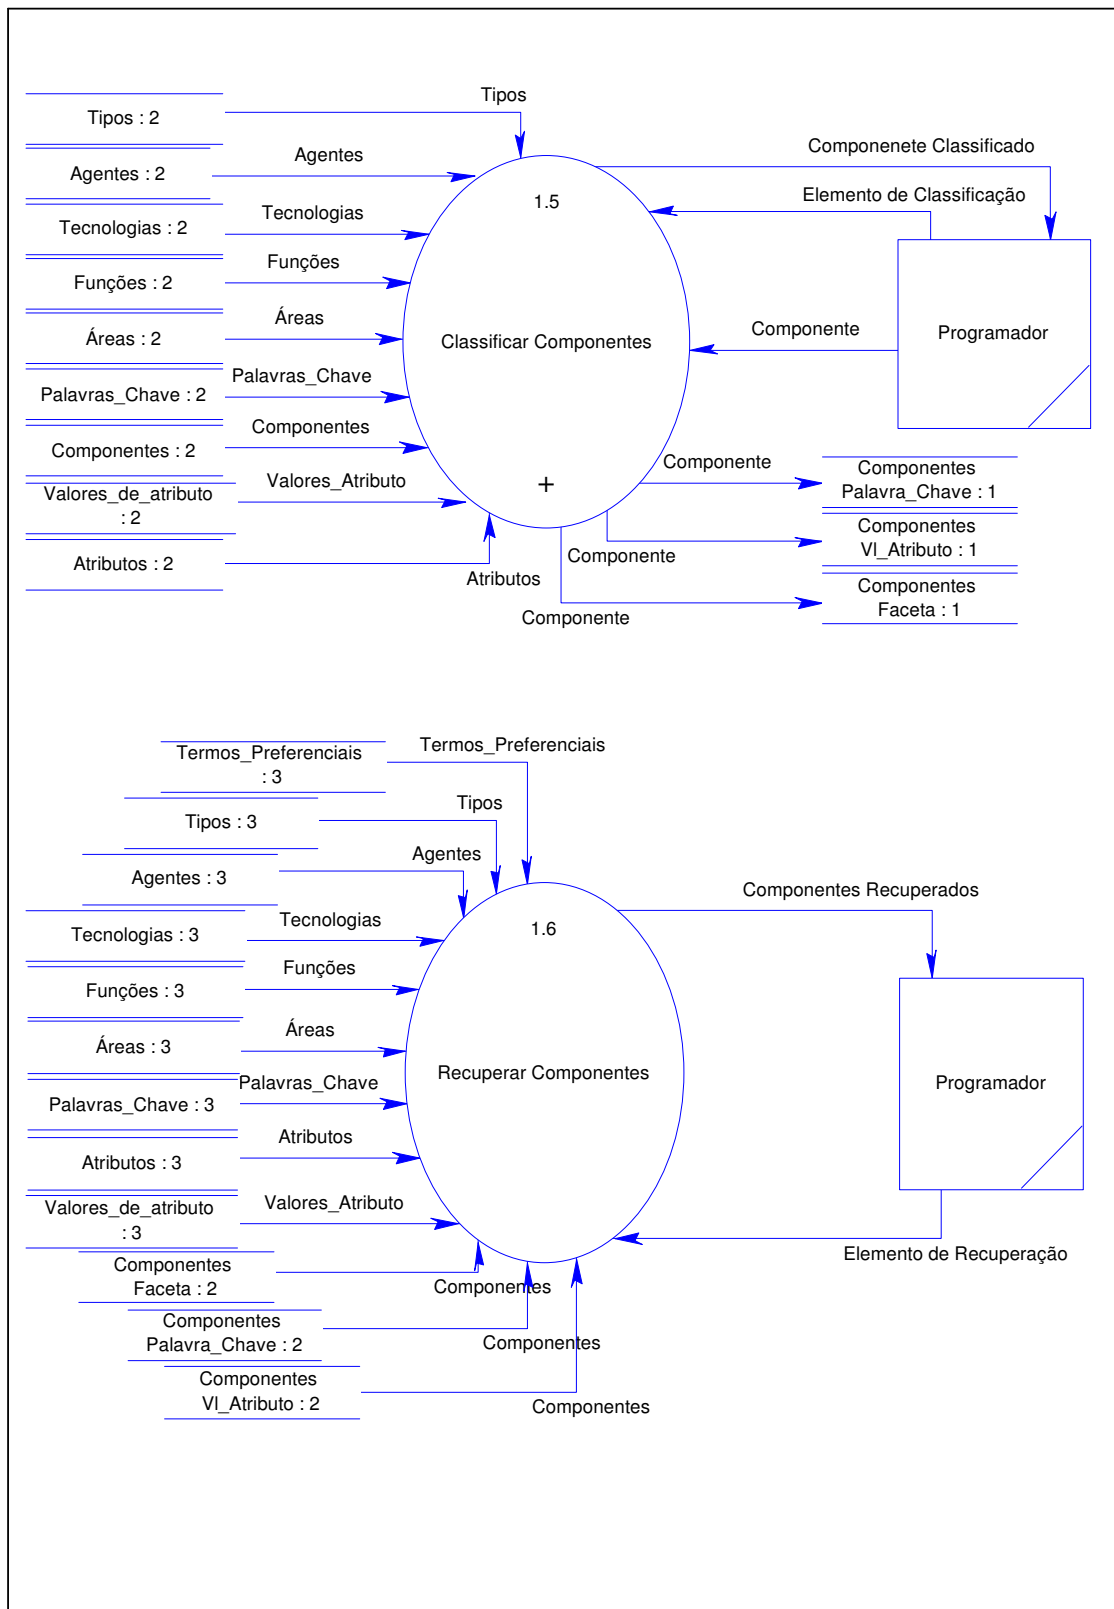 Tipos : 2
Tipos
Agentes : 2
Agentes
Tecnologias : 2
Tecnologias
Funções : 2
Funções
Áreas : 2
Áreas
Palavras_Chave : 2
Palavras_Chave
Componentes : 2
Componentes
Valores_de_atributo
: 2
Valores_Atributo
Atributos : 2
Atributos
1.5
Classificar Componentes
+
Componenete Classificado
Elemento de Classificação
Componente
Programador
Componente
Componentes
Palavra_Chave : 1
Componente
Componentes
Vl_Atributo : 1
Componente
Componentes
Faceta : 1
Termos_Preferenciais
: 3
Termos_Preferenciais
Tipos : 3
Tipos
Agentes : 3
Agentes
Tecnologias : 3
Tecnologias
Funções : 3
Funções
Áreas : 3
Áreas
Palavras_Chave : 3
Palavras_Chave
Atributos : 3
Atributos
Valores_de_atributo
: 3
Valores_Atributo
Componentes
Faceta : 2
Componentes
Componentes
Palavra_Chave : 2
Componentes
Componentes
Vl_Atributo : 2
Componentes
1.6
Recuperar Componentes
Componentes Recuperados
Programador
Elemento de Recuperação